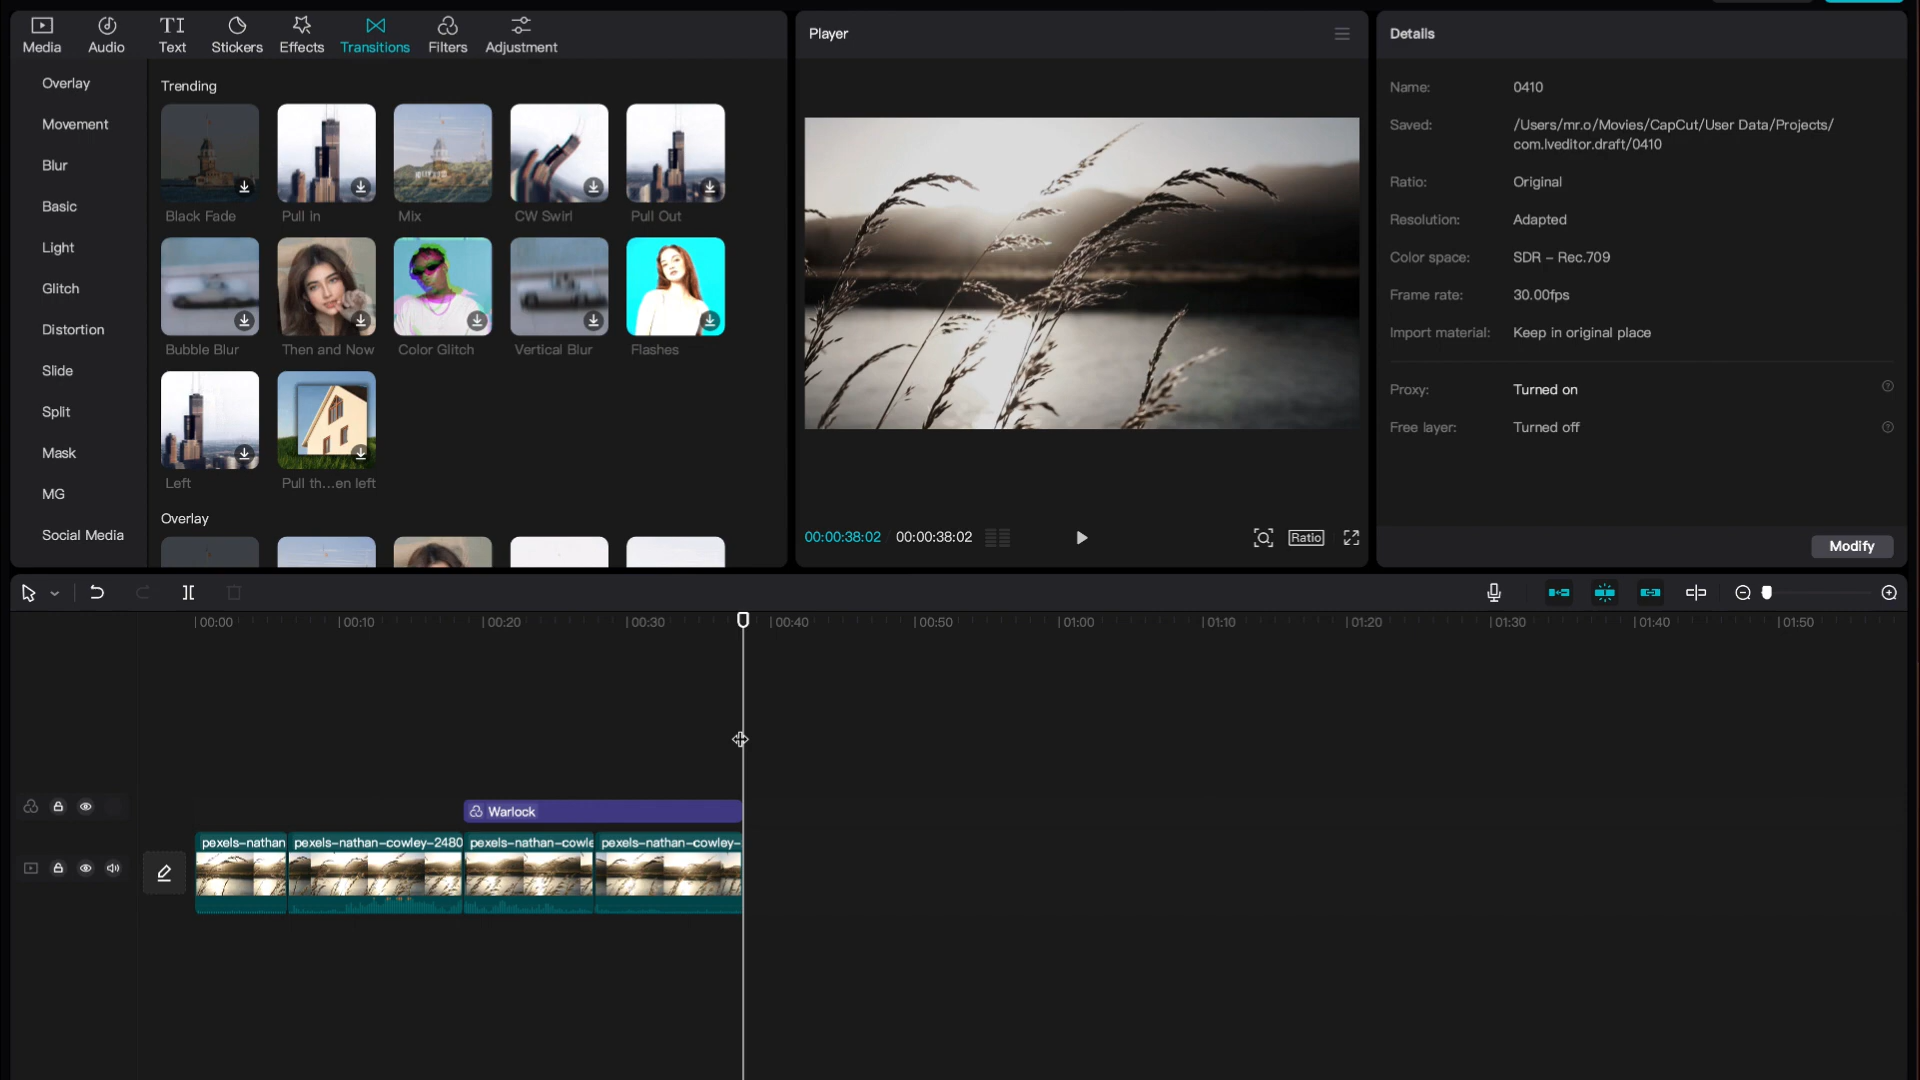 Media Audio Text Stickers Effects Transitions Filters Adjustment
Overlay
Movement
Blur
Basic
Light
Glitch
Distortion
Slide
Split
Mask
MG
Social Media
Trending
Black Fade Pull in Mix CW Swirl Pull Out
Bubble Blur Then and Now Color Glitch Vertical Blur Flashes
Left Pull th...en left
Overlay
Player
00:00:38:02 00:00:38:02
Ratio
Details
Name: 0410
Saved: /Users/mr.o/Movies/CapCut/User Data/Projects/
com.lveditor.draft/0410
Ratio: Original
Resolution: Adapted
Color space: SDR – Rec.709
Frame rate: 30.00fps
Import material: Keep in original place
Proxy: Turned on
Free layer: Turned off
Modify
00:00 00:10 00:20 00:30 00:40 00:50 01:00 01:10 01:20 01:30 01:40 01:50
Warlock
pexels-nathan pexels-nathan-cowley-2480 pexels-nathan-cowle pexels-nathan-cowley-